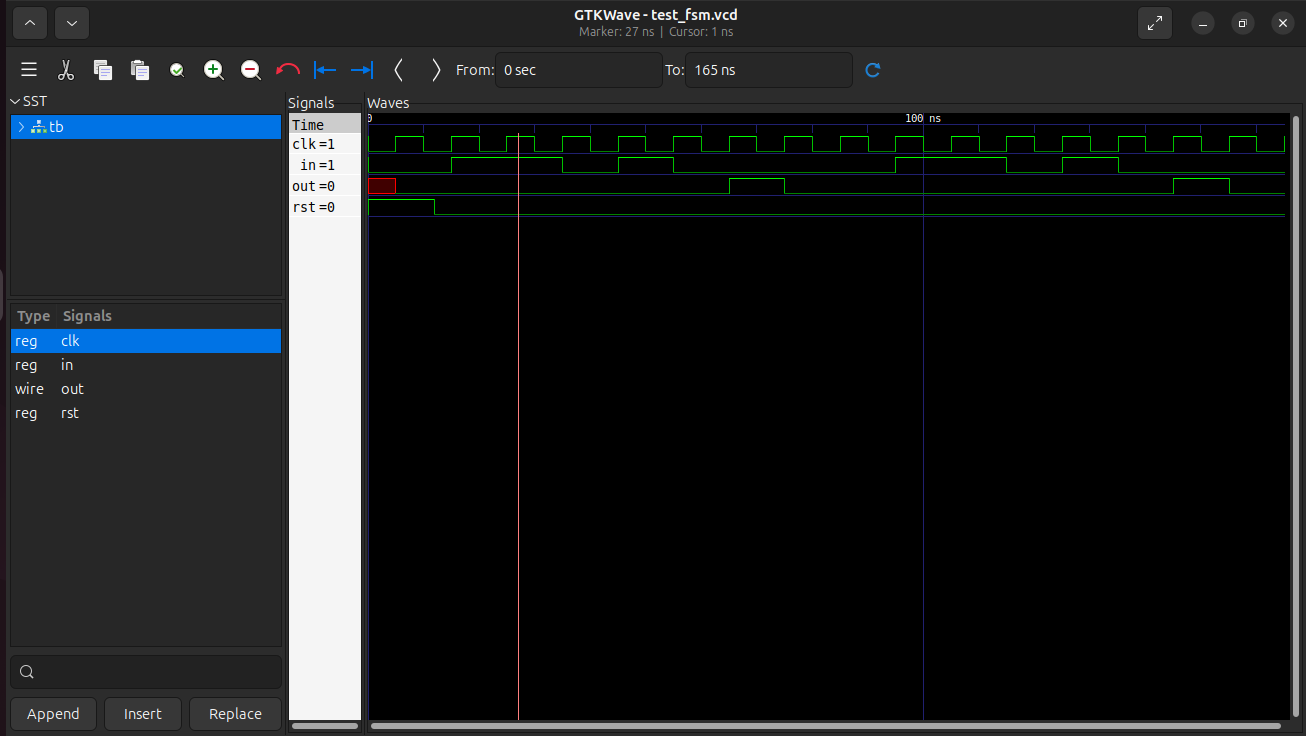 GTKWave - test_fsm.vcd
Marker: 27 ns | Cursor: 1 ns
From: 0 sec To: 165 ns
SST
tb
Type Signals
reg clk
reg in
wire out
reg rst
Append Insert Replace
Signals
Time
clk =1
in =1
out =0
rst =0
Waves
0 100 ns